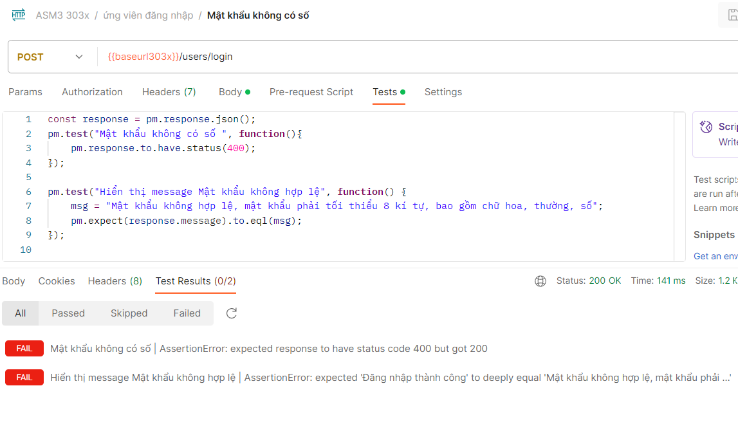 HTTP ASM3 303x / ứng viên đăng nhập / Mật khẩu không có số
POST {{baseurl303x}}/users/login
Params Authorization Headers (7) Body Pre-request Script Tests Settings
1 const response = pm.response.json();
2 pm.test("Mật khẩu không có số ", function(){
3 pm.response.to.have.status(400);
4 });
5
6 pm.test("Hiển thị message Mật khẩu không hợp lệ", function() {
7 msg = "Mật khẩu không hợp lệ, mật khẩu phải tối thiểu 8 kí tự, bao gồm chữ hoa, thường, số";
8 pm.expect(response.message).to.eql(msg);
9 });
10
Scrip
Write
Test scripts
are run afte
Learn more
Snippets
Get an env
Body Cookies Headers (8) Test Results (0/2) Status: 200 OK Time: 141 ms Size: 1.2 K
All Passed Skipped Failed
FAIL Mật khẩu không có số | AssertionError: expected response to have status code 400 but got 200
FAIL Hiển thị message Mật khẩu không hợp lệ | AssertionError: expected 'Đăng nhập thành công' to deeply equal 'Mật khẩu không hợp lệ, mật khẩu phải …'